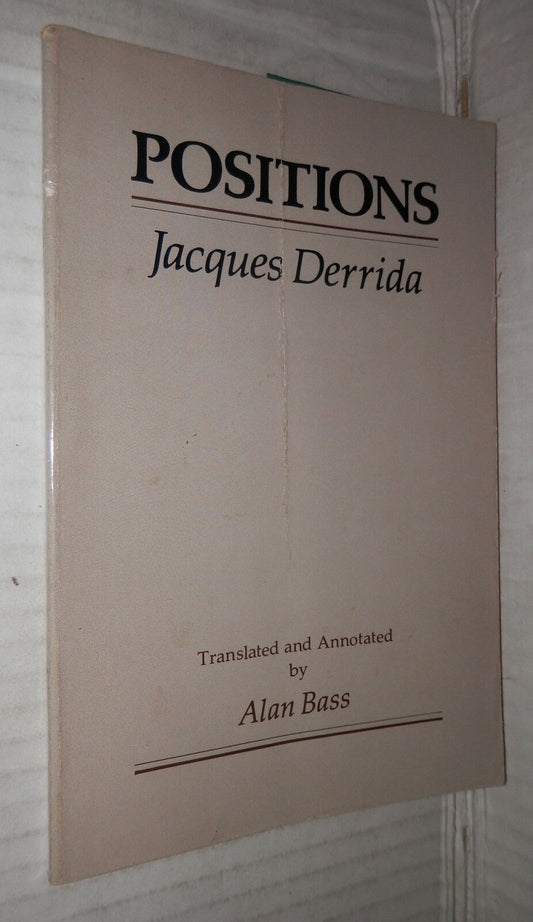 POSITIONS
Jacques Derrida
Translated and Annotated
by
Alan Bass